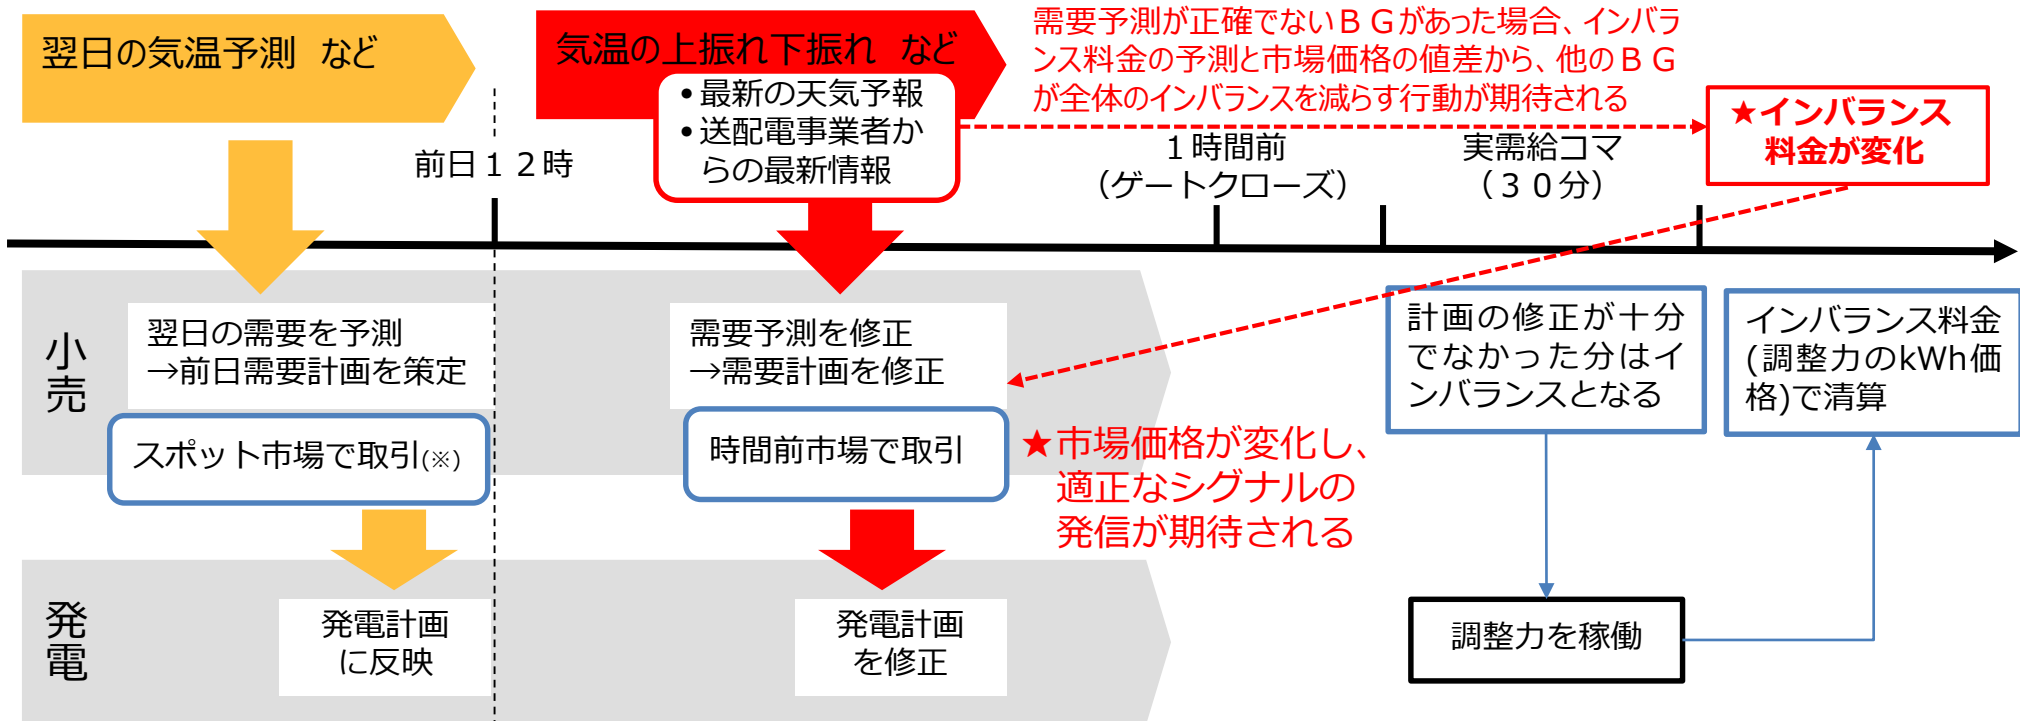 翌日の気温予測　など
気温の上振れ下振れ　など
•最新の天気予報
•送配電事業者か
らの最新情報
需要予測が正確でないＢＧがあった場合、インバラ
ンス料金の予測と市場価格の値差から、他のＢＧ
が全体のインバランスを減らす行動が期待される
★インバランス
料金が変化
前日１２時
１時間前
（ゲートクローズ）
実需給コマ
（３０分）
小売
翌日の需要を予測
→前日需要計画を策定
スポット市場で取引(※)
需要予測を修正
→需要計画を修正
時間前市場で取引
★市場価格が変化し、
適正なシグナルの
発信が期待される
計画の修正が十分
でなかった分はイ
ンバランスとなる
インバランス料金
(調整力のkWh価
格)で清算
発電
発電計画
に反映
発電計画
を修正
調整力を稼働